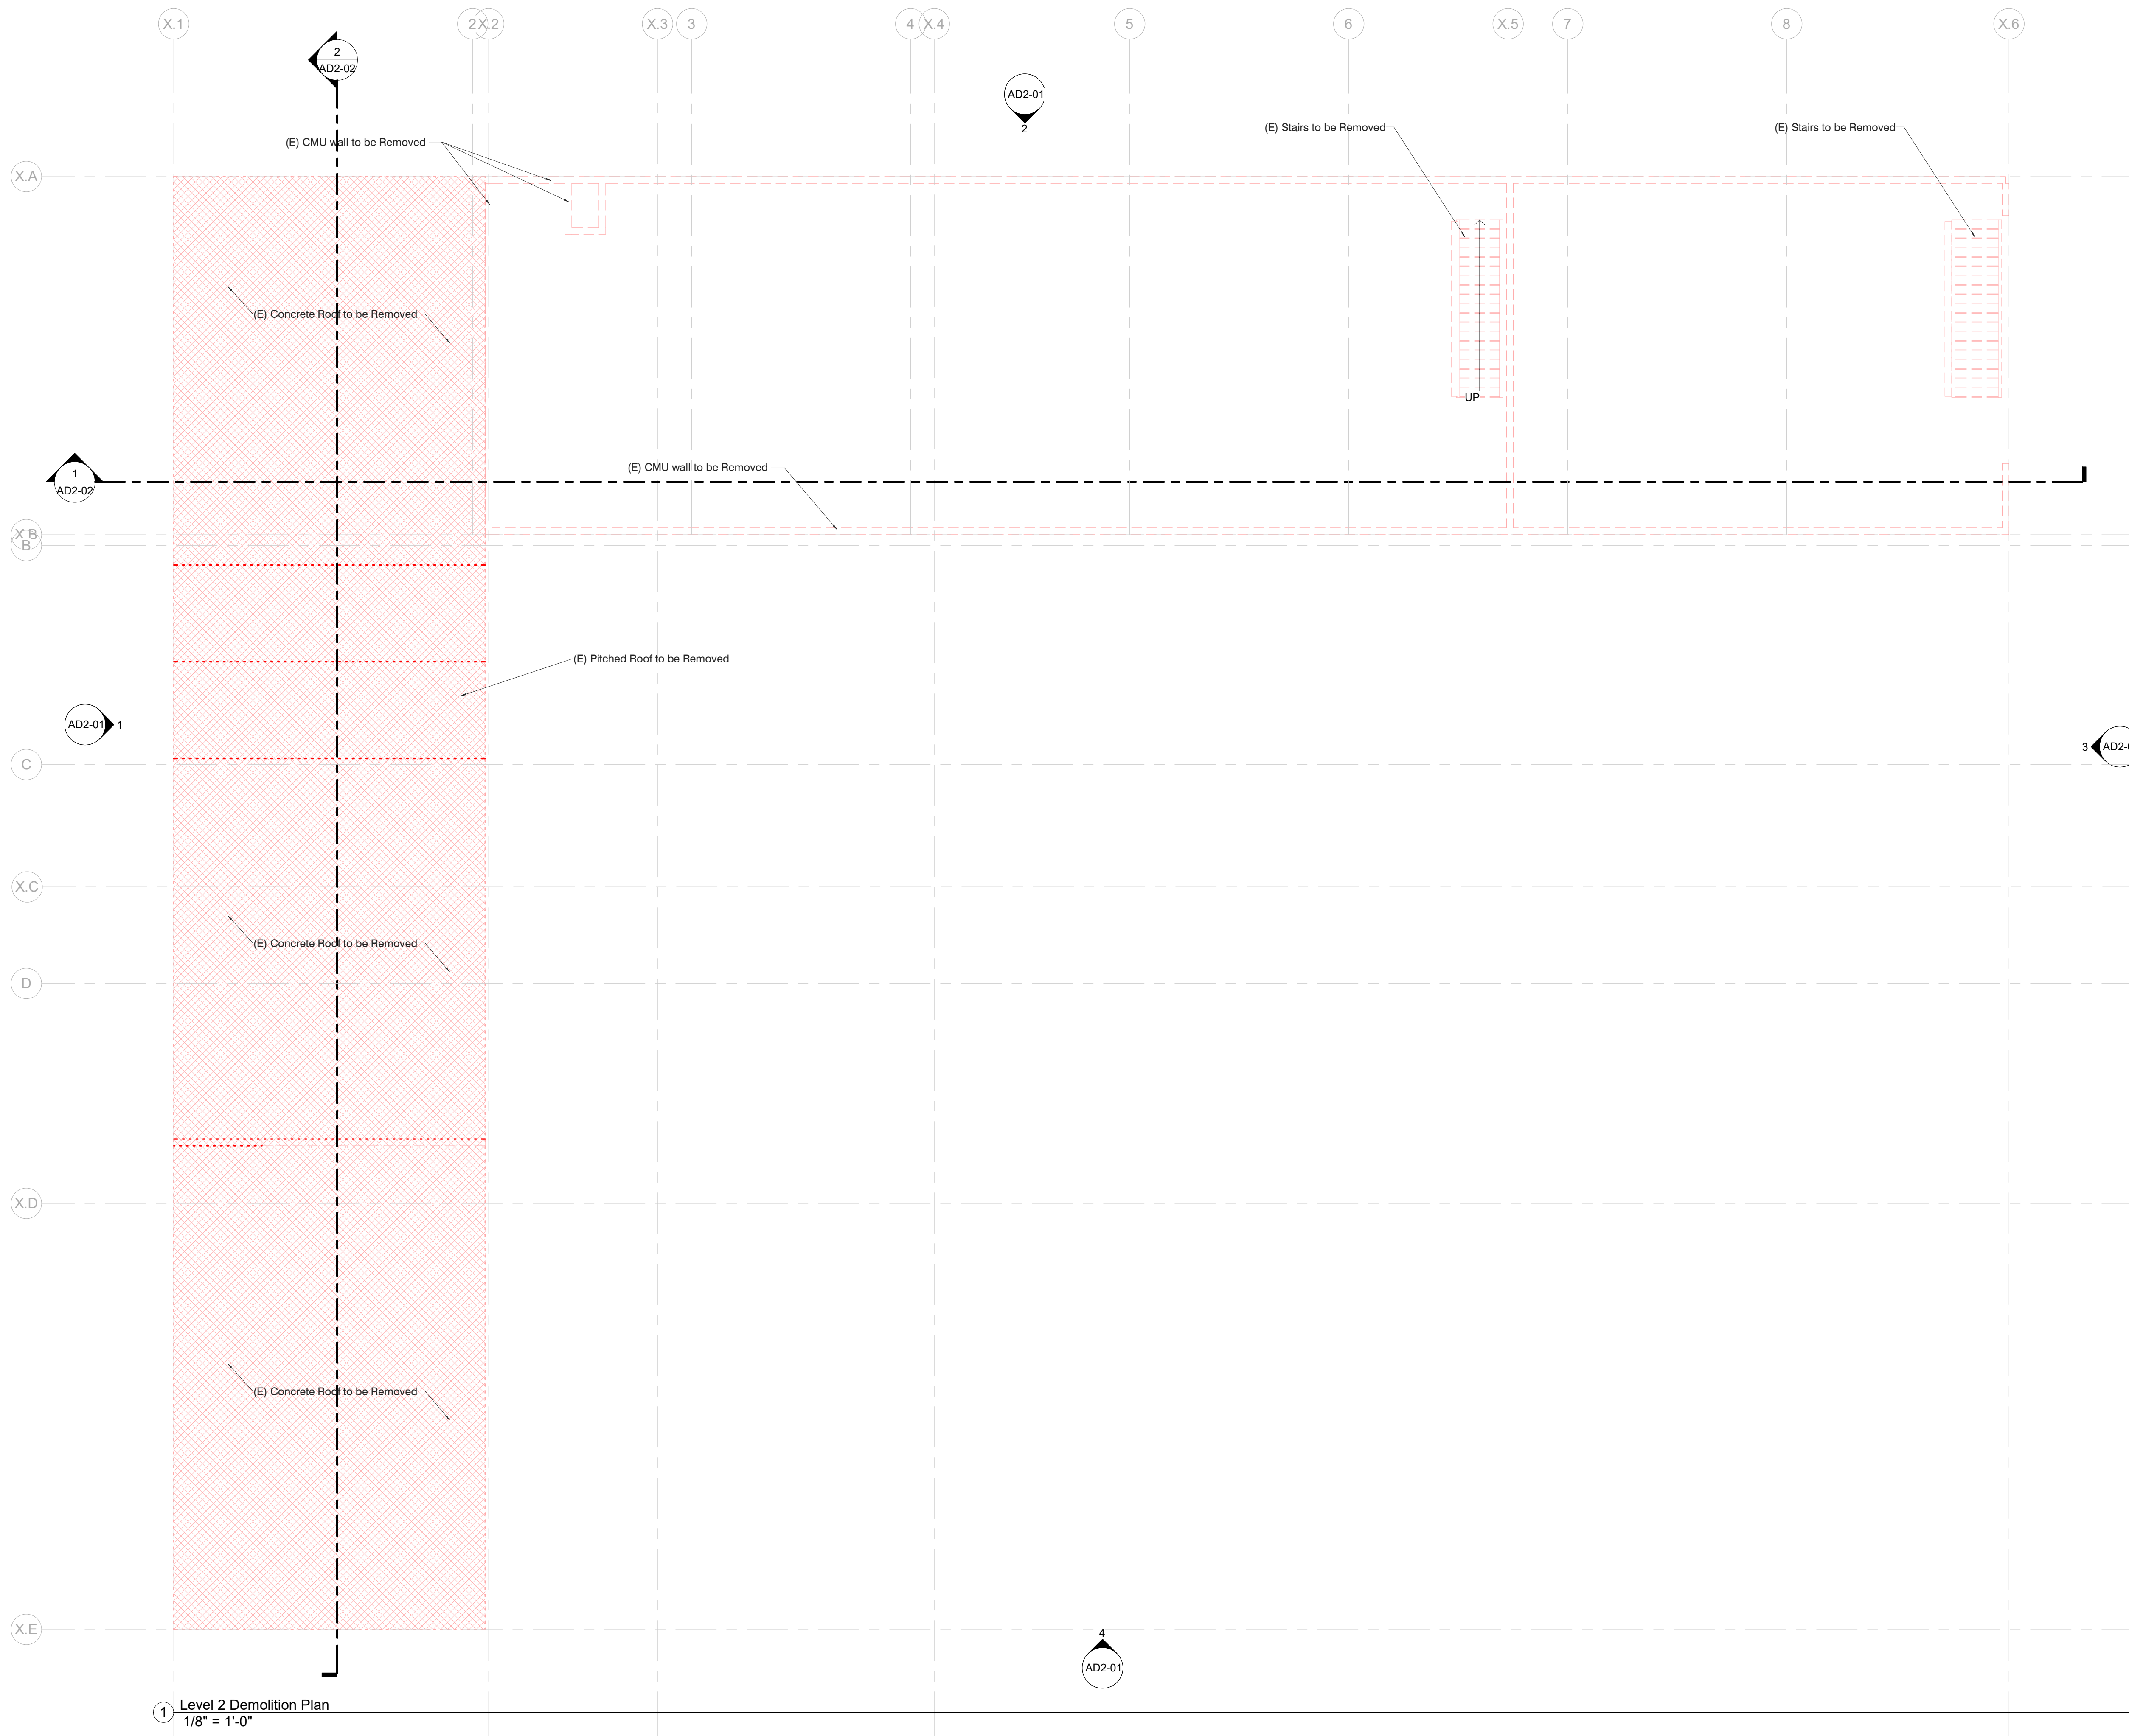 X.1
2
X.2
X.3
3
4
X.4
5
6
X.5
7
8
X.6
2
AD2-02
AD2-01
2
(E) Stairs to be Removed
(E) Stairs to be Removed
(E) CMU wall to be Removed
X.A
(E) Concrete Roof to be Removed
UP
(E) CMU wall to be Removed
1
AD2-02
X.B
B
(E) Pitched Roof to be Removed
AD2-01
1
3
C
X.C
(E) Concrete Roof to be Removed
D
X.D
(E) Concrete Roof to be Removed
X.E
4
AD2-01
1
Level 2 Demolition Plan
1/8" = 1'-0"